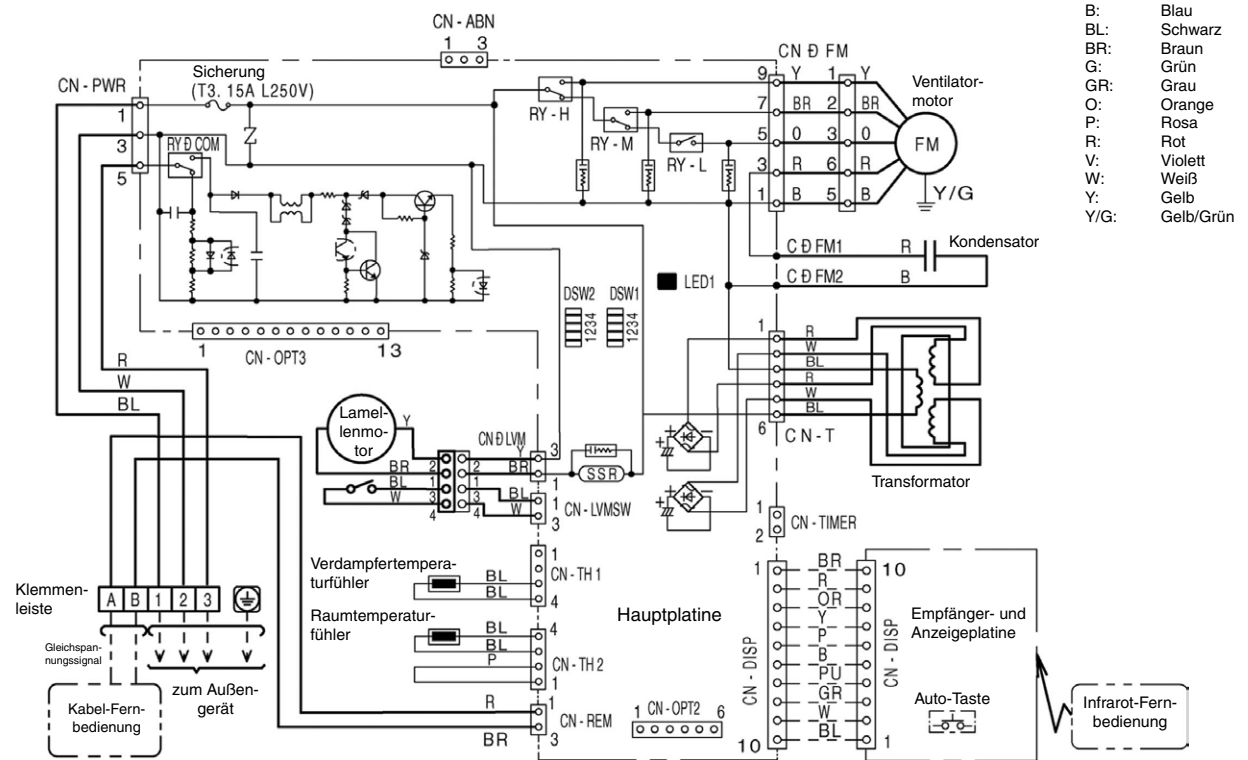 CN - ABN
1 3
CN - PWR
1
3
5
Sicherung
(T3. 15A L250V)
RY Ð COM
RY - H
RY - M
RY - L
CN Ð FM
9 Y 1 Y
7 BR 2 BR
5 O 3 O
3 R 6 R
1 B 5 B
Ventilator-
motor
FM
Y/G
B: Blau
BL: Schwarz
BR: Braun
G: Grün
GR: Grau
O: Orange
P: Rosa
R: Rot
V: Violett
W: Weiß
Y: Gelb
Y/G: Gelb/Grün
C Ð FM1 R
Kondensator
C Ð FM2 B
LED1
DSW2 DSW1
1234 1234
1 13
CN - OPT3
R
W
BL
1
R
W
BL
R
W
BL
6
CN - T
Transformator
Lamel-
lenmo-
tor
Y
BR
BL
W
2
1
3
4
CN Ð LVM
Y 3
2 BR
1
1 BL 1
3 W
4 3
SSR
CN - LVMSW
1
2
CN - TIMER
Verdampfertempera-
turfühler
BL
BL
1
4
CN - TH 1
Raumtemperatur-
fühler
BL
BL
P
4
1
CN - TH 2
Hauptplatine
Klemmen-
leiste
A B 1 2 3
Gleichspan-
nungssignal
zum Außen-
gerät
Kabel-Fern-
bedienung
R 1
BR 3
CN - REM
1 CN - OPT2 6
1 BR 10
R
OR
Y
P
B
PU
GR
W
10 BL 1
CN - DISP
CN - DISP
Empfänger- und
Anzeigeplatine
Auto-Taste
Infrarot-Fern-
bedienung